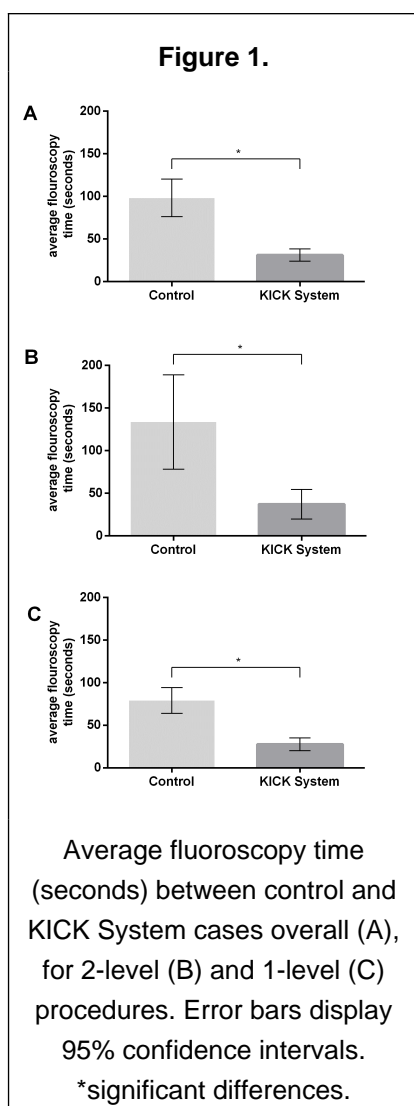 Figure 1.
A
average flouroscopy
time (seconds)
200
150
100
50
0
*
Control KICK System
B
average flouroscopy
time (seconds)
200
150
100
50
0
*
Control KICK System
C
average flouroscopy
time (seconds)
200
150
100
50
0
*
Control KICK System
Average fluoroscopy time
(seconds) between control and
KICK System cases overall (A),
for 2-level (B) and 1-level (C)
procedures. Error bars display
95% confidence intervals.
*significant differences.